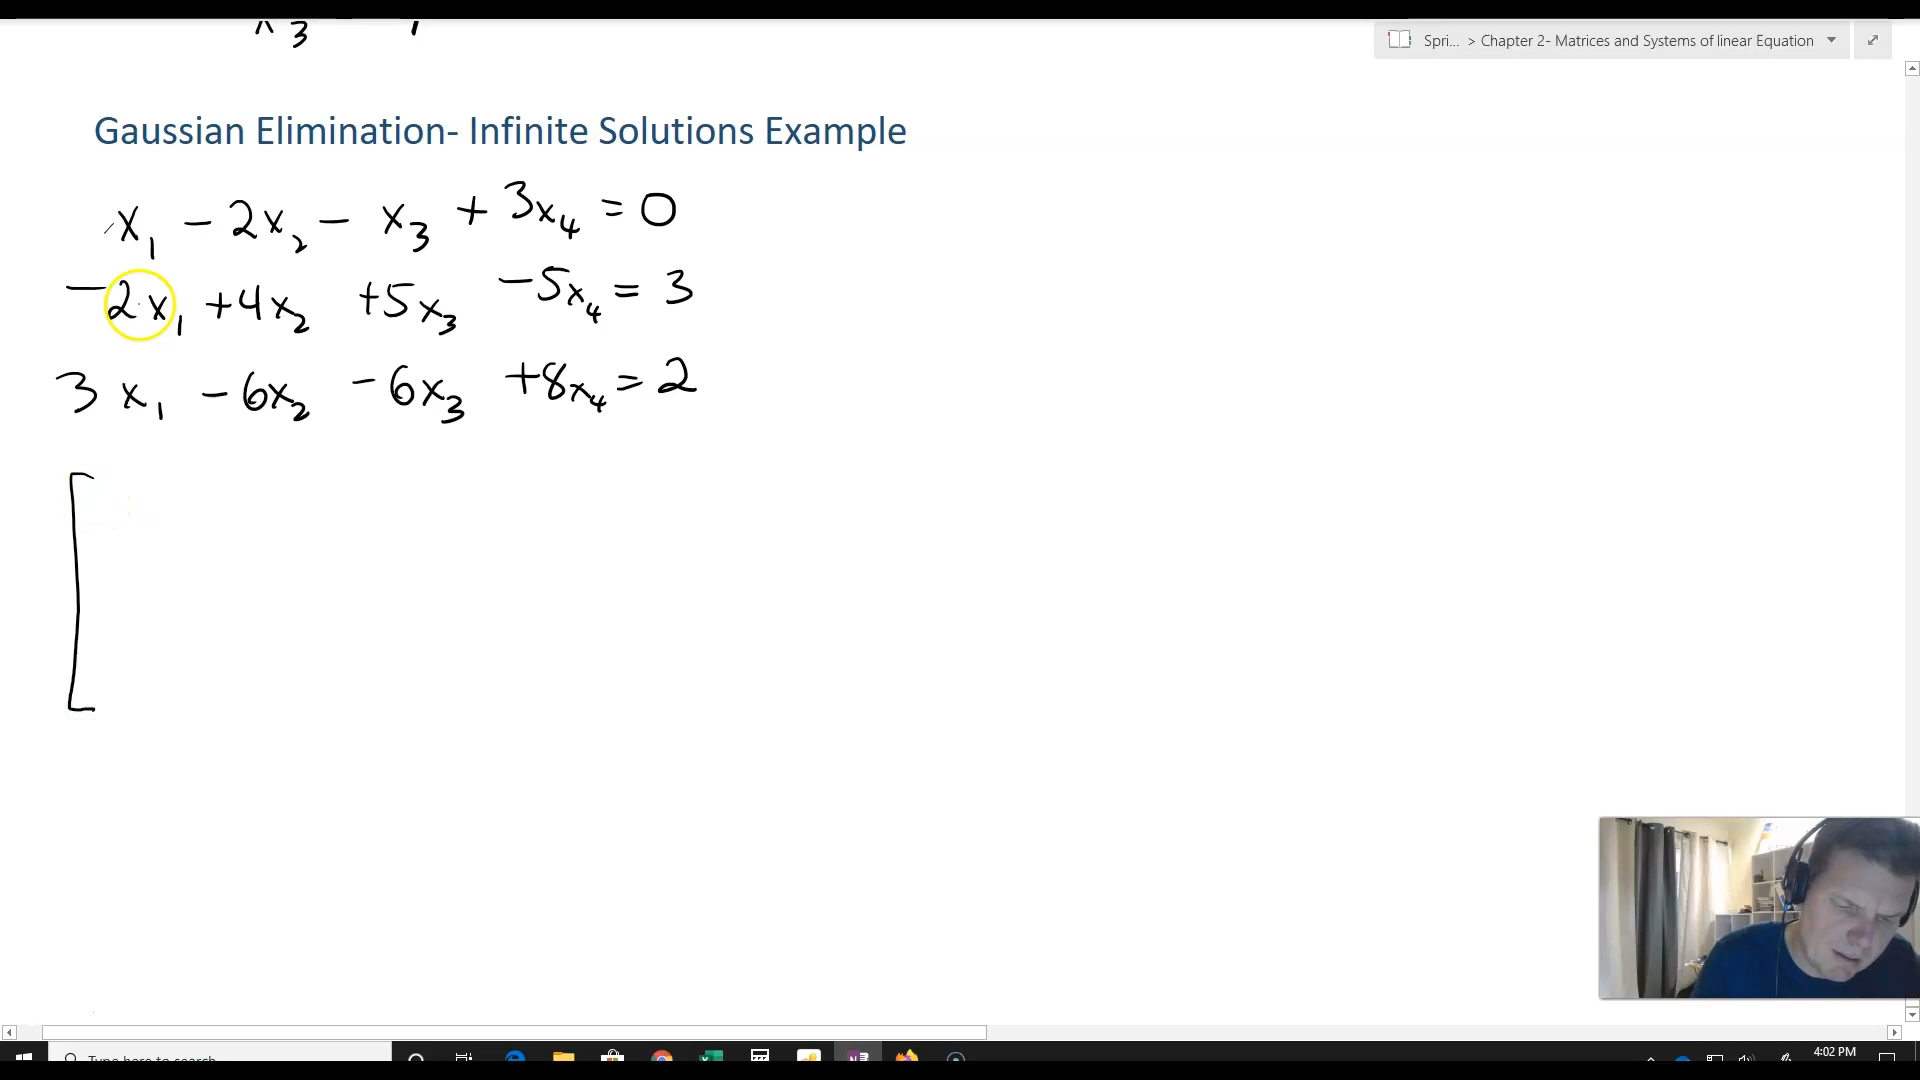 x₃ 
Spri... > Chapter 2- Matrices and Systems of linear Equation
Gaussian Elimination- Infinite Solutions Example
x₁ - 2x₂ - x₃ + 3x₄ = 0
-2x₁ +4x₂ +5x₃ -5x₄ = 3
3x₁ -6x₂ -6x₃ +8x₄ = 2
4:02 PM